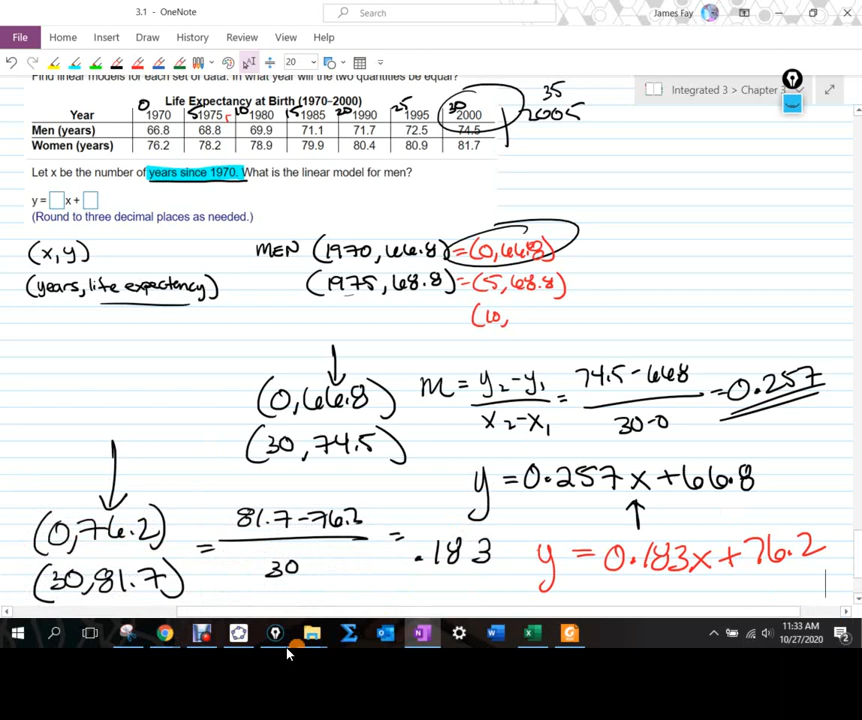 3.1 - OneNote
Search
James Fay
File
Home
Insert
Draw
History
Review
View
Help
20
Find linear models for each set of data. In what year will the two quantities be equal?
Integrated 3 > Chapter 3
Life Expectancy at Birth (1970–2000)
0 5 10 15 20 25 30 35
Year 1970 1975 1980 1985 1990 1995 2000 2005
Men (years) 66.8 68.8 69.9 71.1 71.7 72.5 74.5
Women (years) 76.2 78.2 78.9 79.9 80.4 80.9 81.7
Let x be the number of years since 1970. What is the linear model for men?
y = x +
(Round to three decimal places as needed.)
(x,y)
MEN (1970,66.8) =(0,66.8)
(years, life expectancy)
(1975,68.8) =(5,68.8)
(10,
(0,66.8)
(30,74.5)
m = y2-y1 / x2-x1 = 74.5-66.8 / 30-0 = 0.257
y = 0.257x+66.8
(0,76.2)
(30,81.7)
= 81.7-76.2 / 30 = .183
y = 0.183x+76.2
11:33 AM
10/27/2020
2